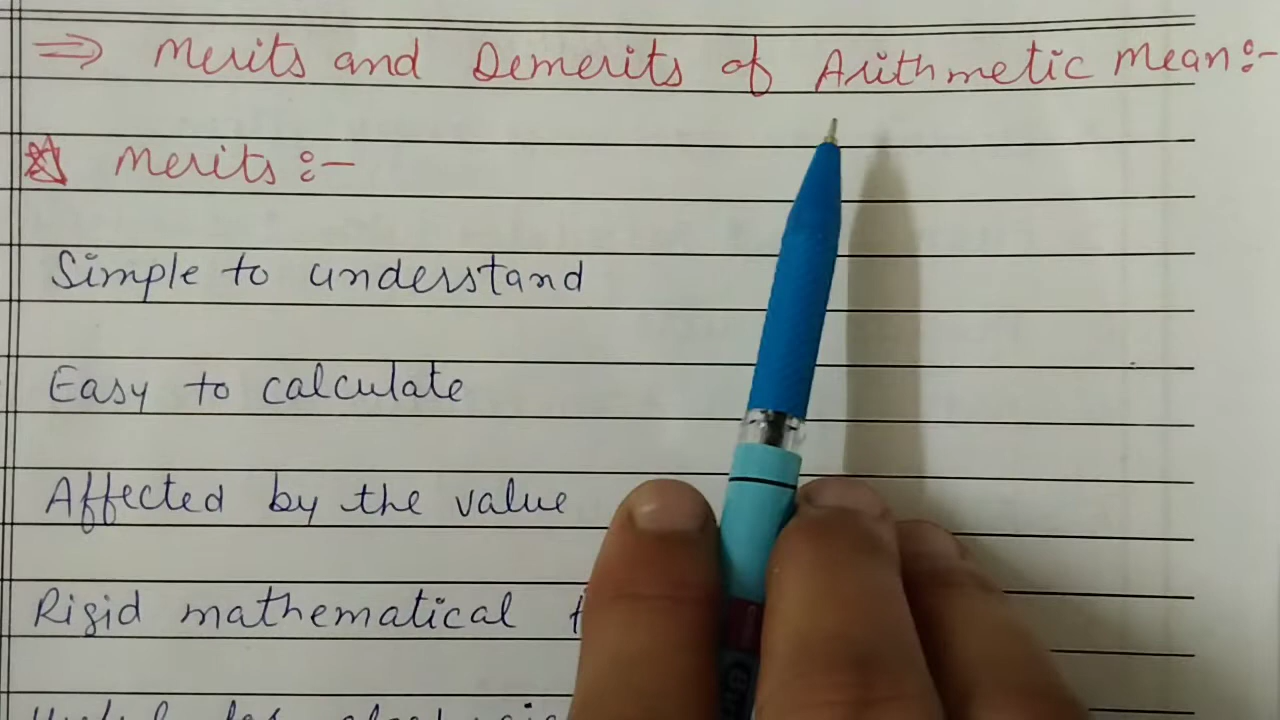 ⇒ Merits and Demerits of Arithmetic Mean:-
Merits:-
Simple to understand
Easy to calculate
Affected by the value
Rigid mathematical